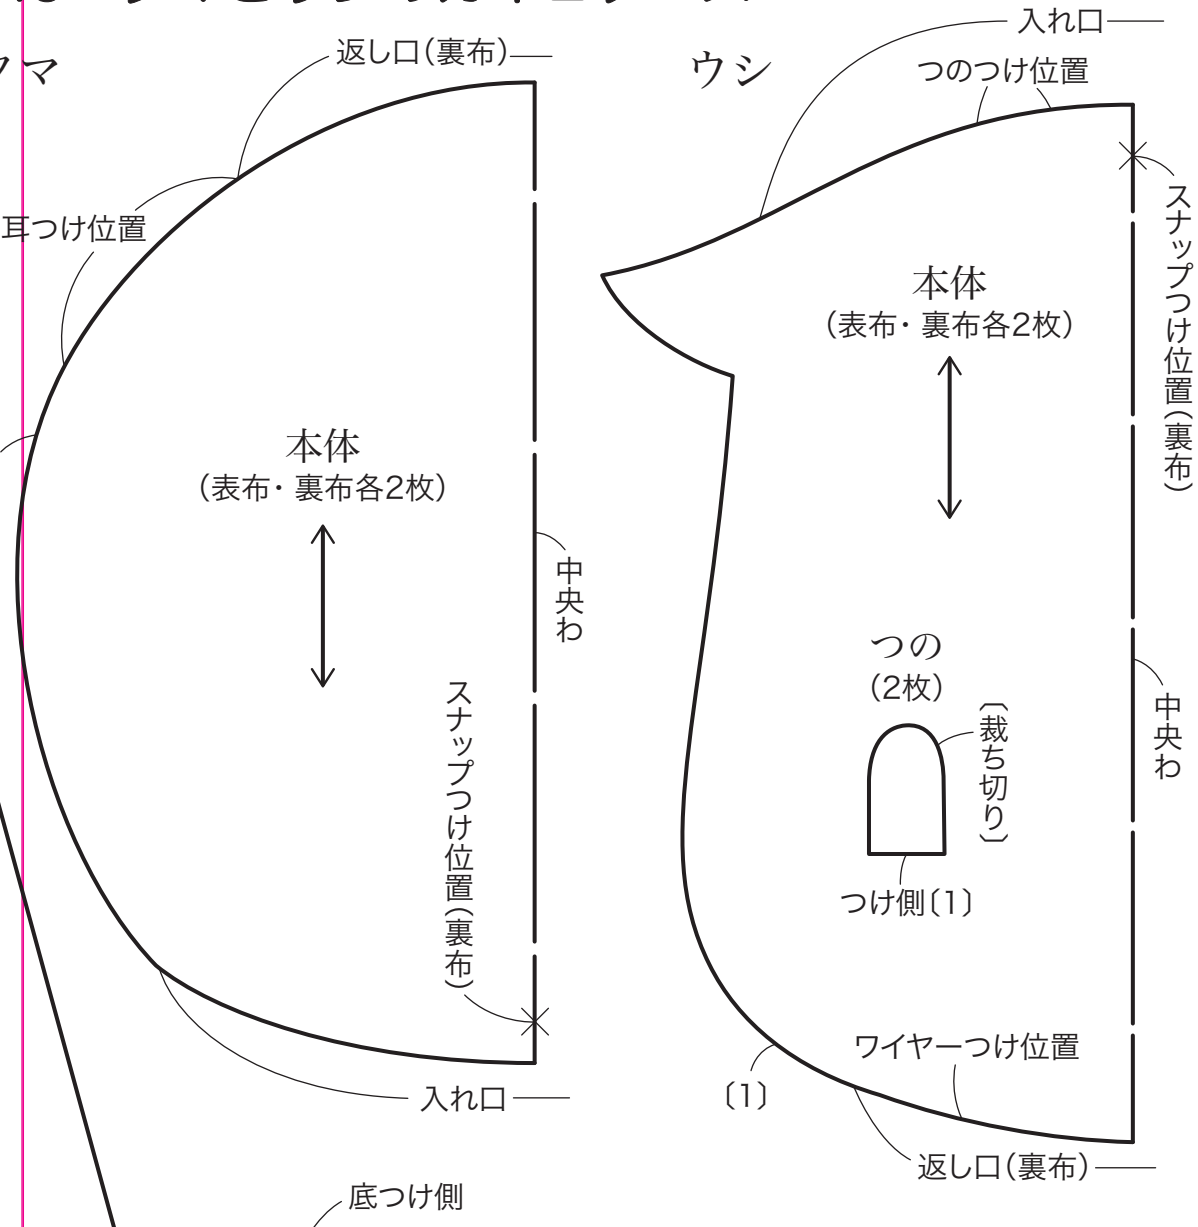 マ
返し口(裏布)
耳つけ位置
本体
(表布・裏布各2枚)
中央わ
スナップつけ位置(裏布)
入れ口
底つけ側
ウシ
入れ口
つのつけ位置
スナップつけ位置(裏布)
本体
(表布・裏布各2枚)
つの
(2枚)
〔裁ち切り〕
つけ側〔1〕
中央わ
ワイヤーつけ位置
〔1〕
返し口(裏布)